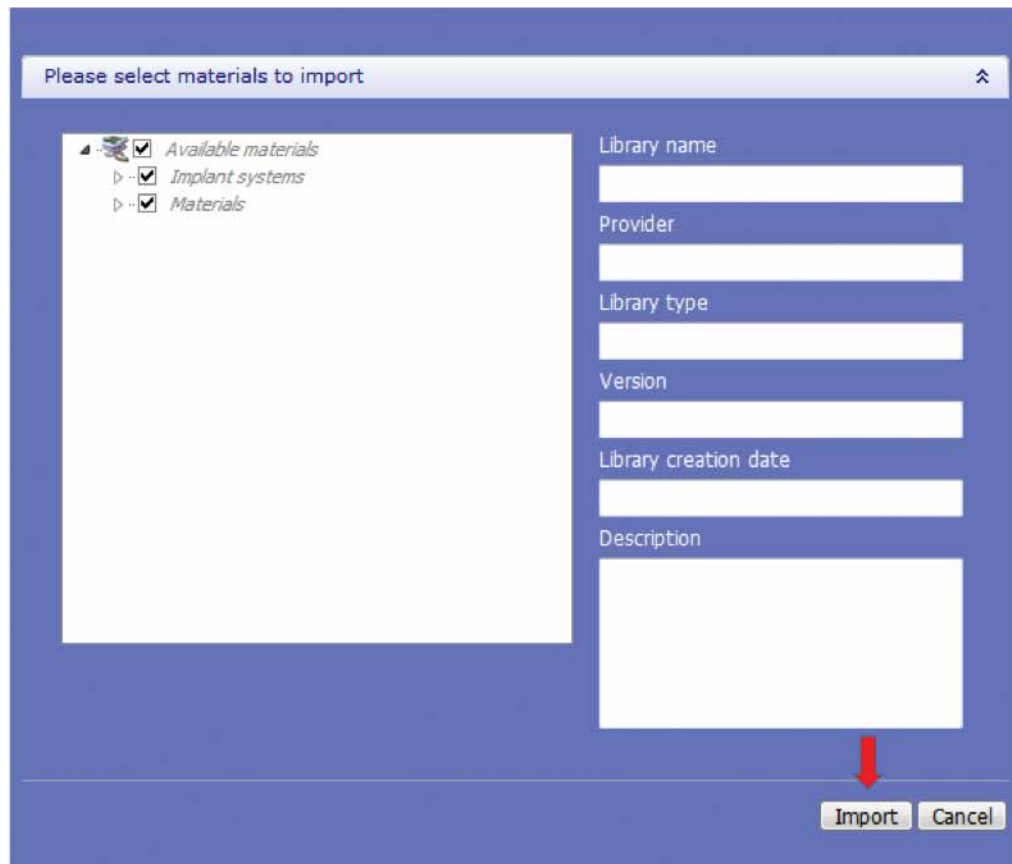 Please select materials to import
Available materials
Implant systems
Materials
Library name
Provider
Library type
Version
Library creation date
Description
Import
Cancel